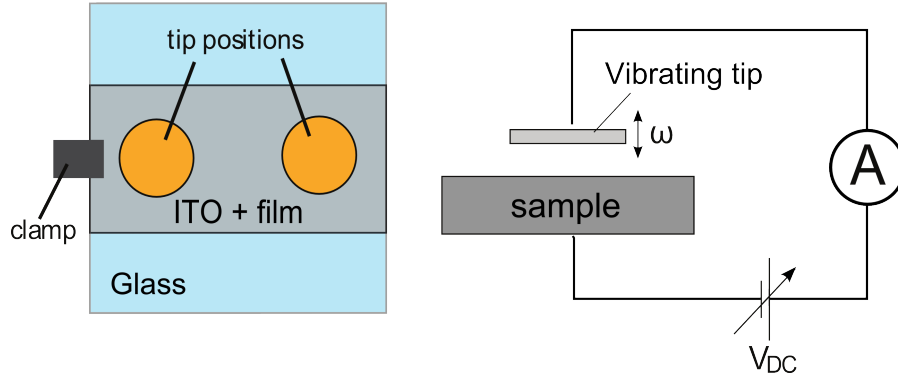 tip positions
clamp
ITO + film
Glass
Vibrating tip
ω
A
sample
VDC